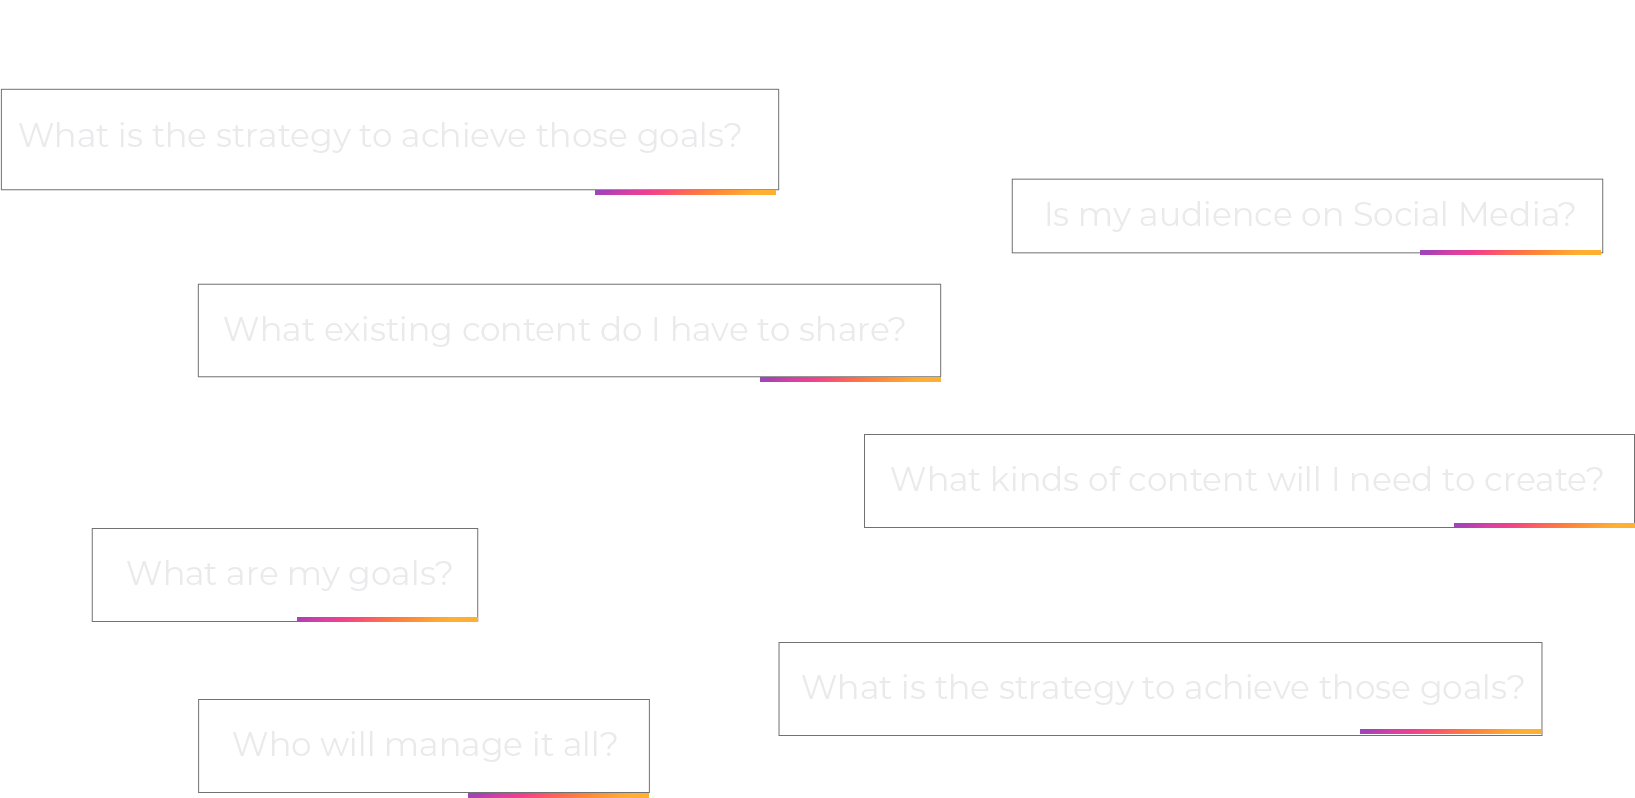 What is the strategy to achieve those goals?
Is my audience on Social Media?
What existing content do I have to share?
What kinds of content will I need to create?
What are my goals?
What is the strategy to achieve those goals?
Who will manage it all?